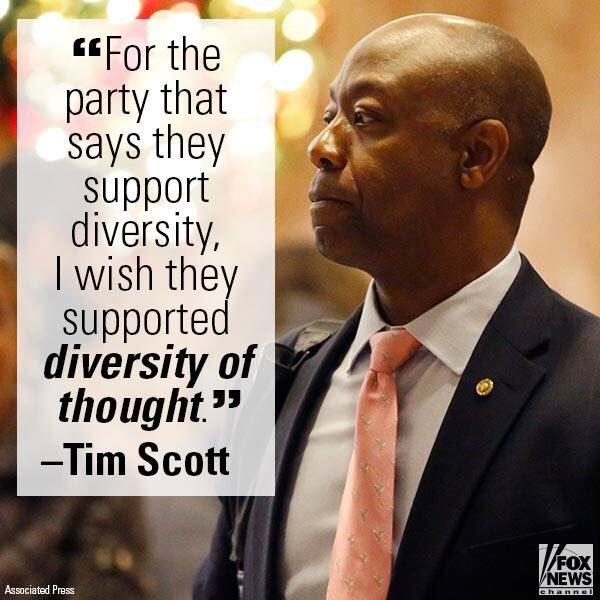 “For the
party that
says they
support
diversity,
I wish they
supported
diversity of
thought.”
–Tim Scott
Associated Press
FOX
NEWS
channel